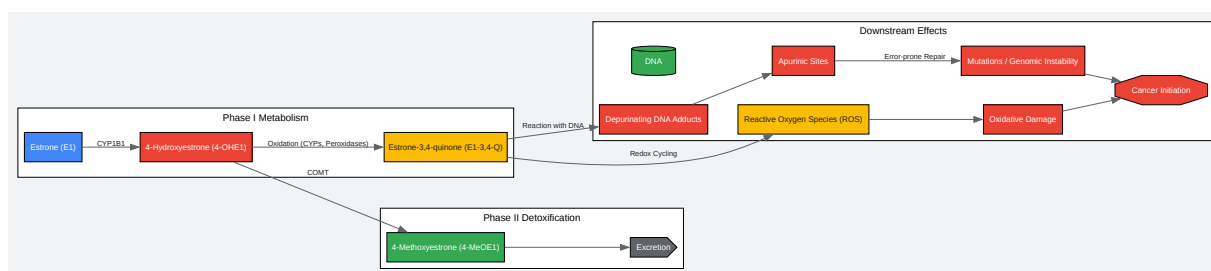 Downstream Effects
DNA
Apurinic Sites
Error-prone Repair
Mutations / Genomic Instability
Cancer Initiation
Depurinating DNA Adducts
Reactive Oxygen Species (ROS)
Oxidative Damage
Phase I Metabolism
Reaction with DNA
Estrone (E1)
CYP1B1
4-Hydroxyestrone (4-OHE1)
Oxidation (CYPs, Peroxidases)
Estrone-3,4-quinone (E1-3,4-Q)
Redox Cycling
COMT
Phase II Detoxification
4-Methoxyestrone (4-MeOE1)
Excretion